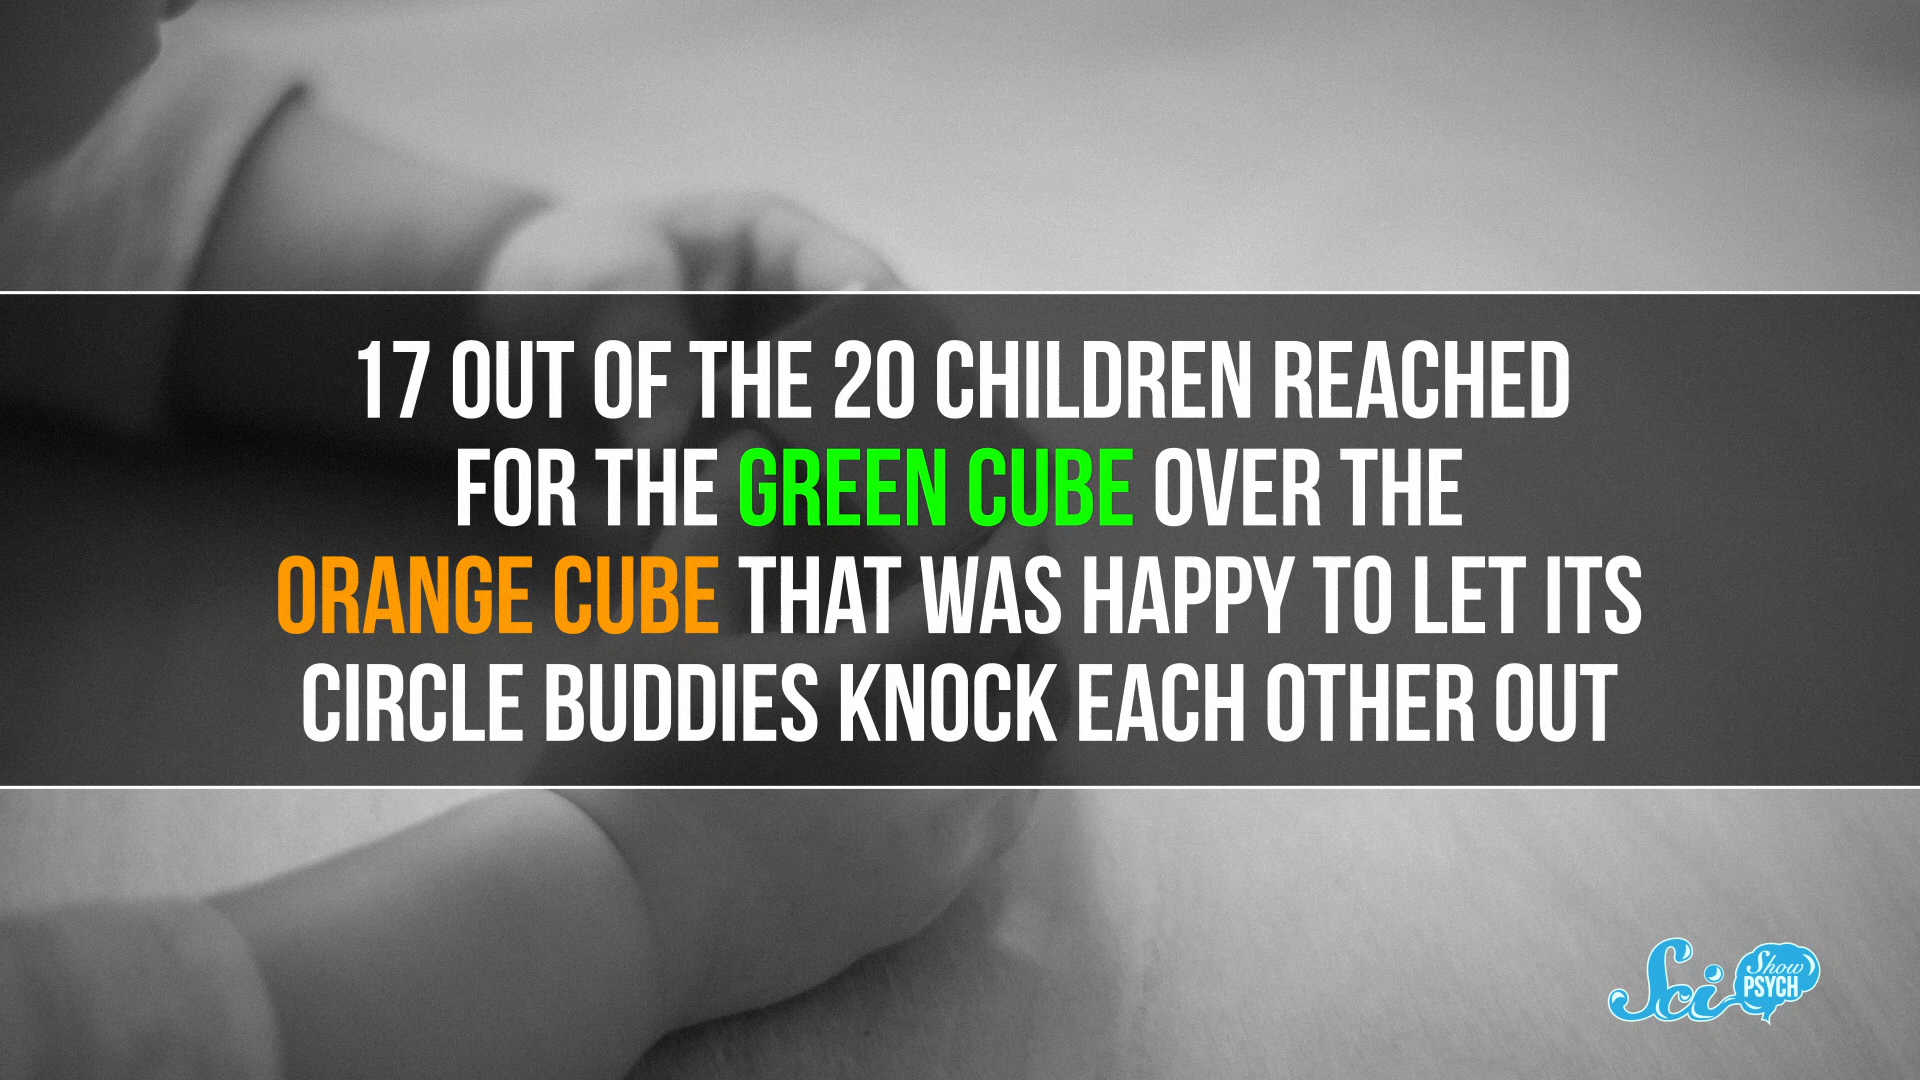 17 OUT OF THE 20 CHILDREN REACHED
FOR THE GREEN CUBE OVER THE
ORANGE CUBE THAT WAS HAPPY TO LET ITS
CIRCLE BUDDIES KNOCK EACH OTHER OUT
Sci Show
PSYCH